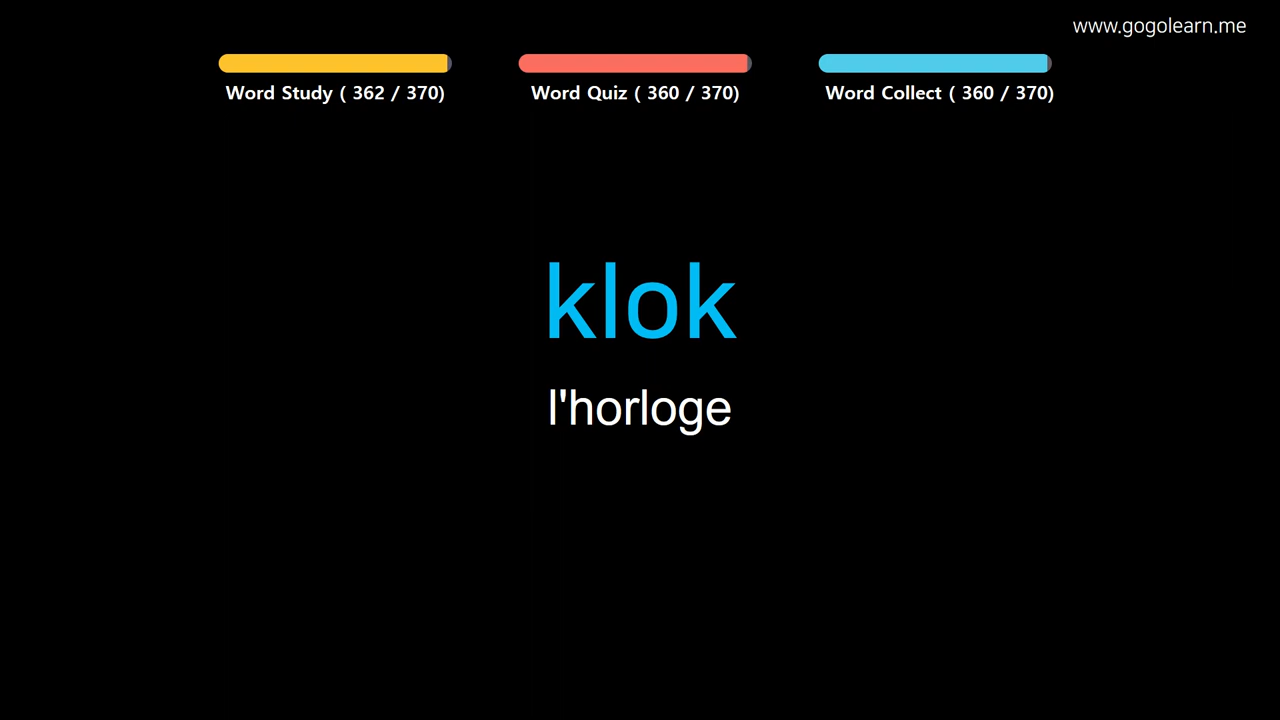 www.gogolearn.me
Word Study ( 362 / 370)
Word Quiz ( 360 / 370)
Word Collect ( 360 / 370)
klok
l'horloge